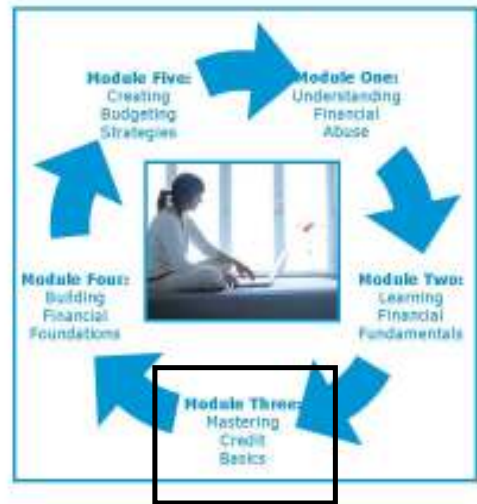 Module Five:
Creating
Budgeting
Strategies
Module One:
Understanding
Financial
Abuse
Module Four:
Building
Financial
Foundations
Module Two:
Learning
Financial
Fundamentals
Module Three:
Mastering
Credit
Basics